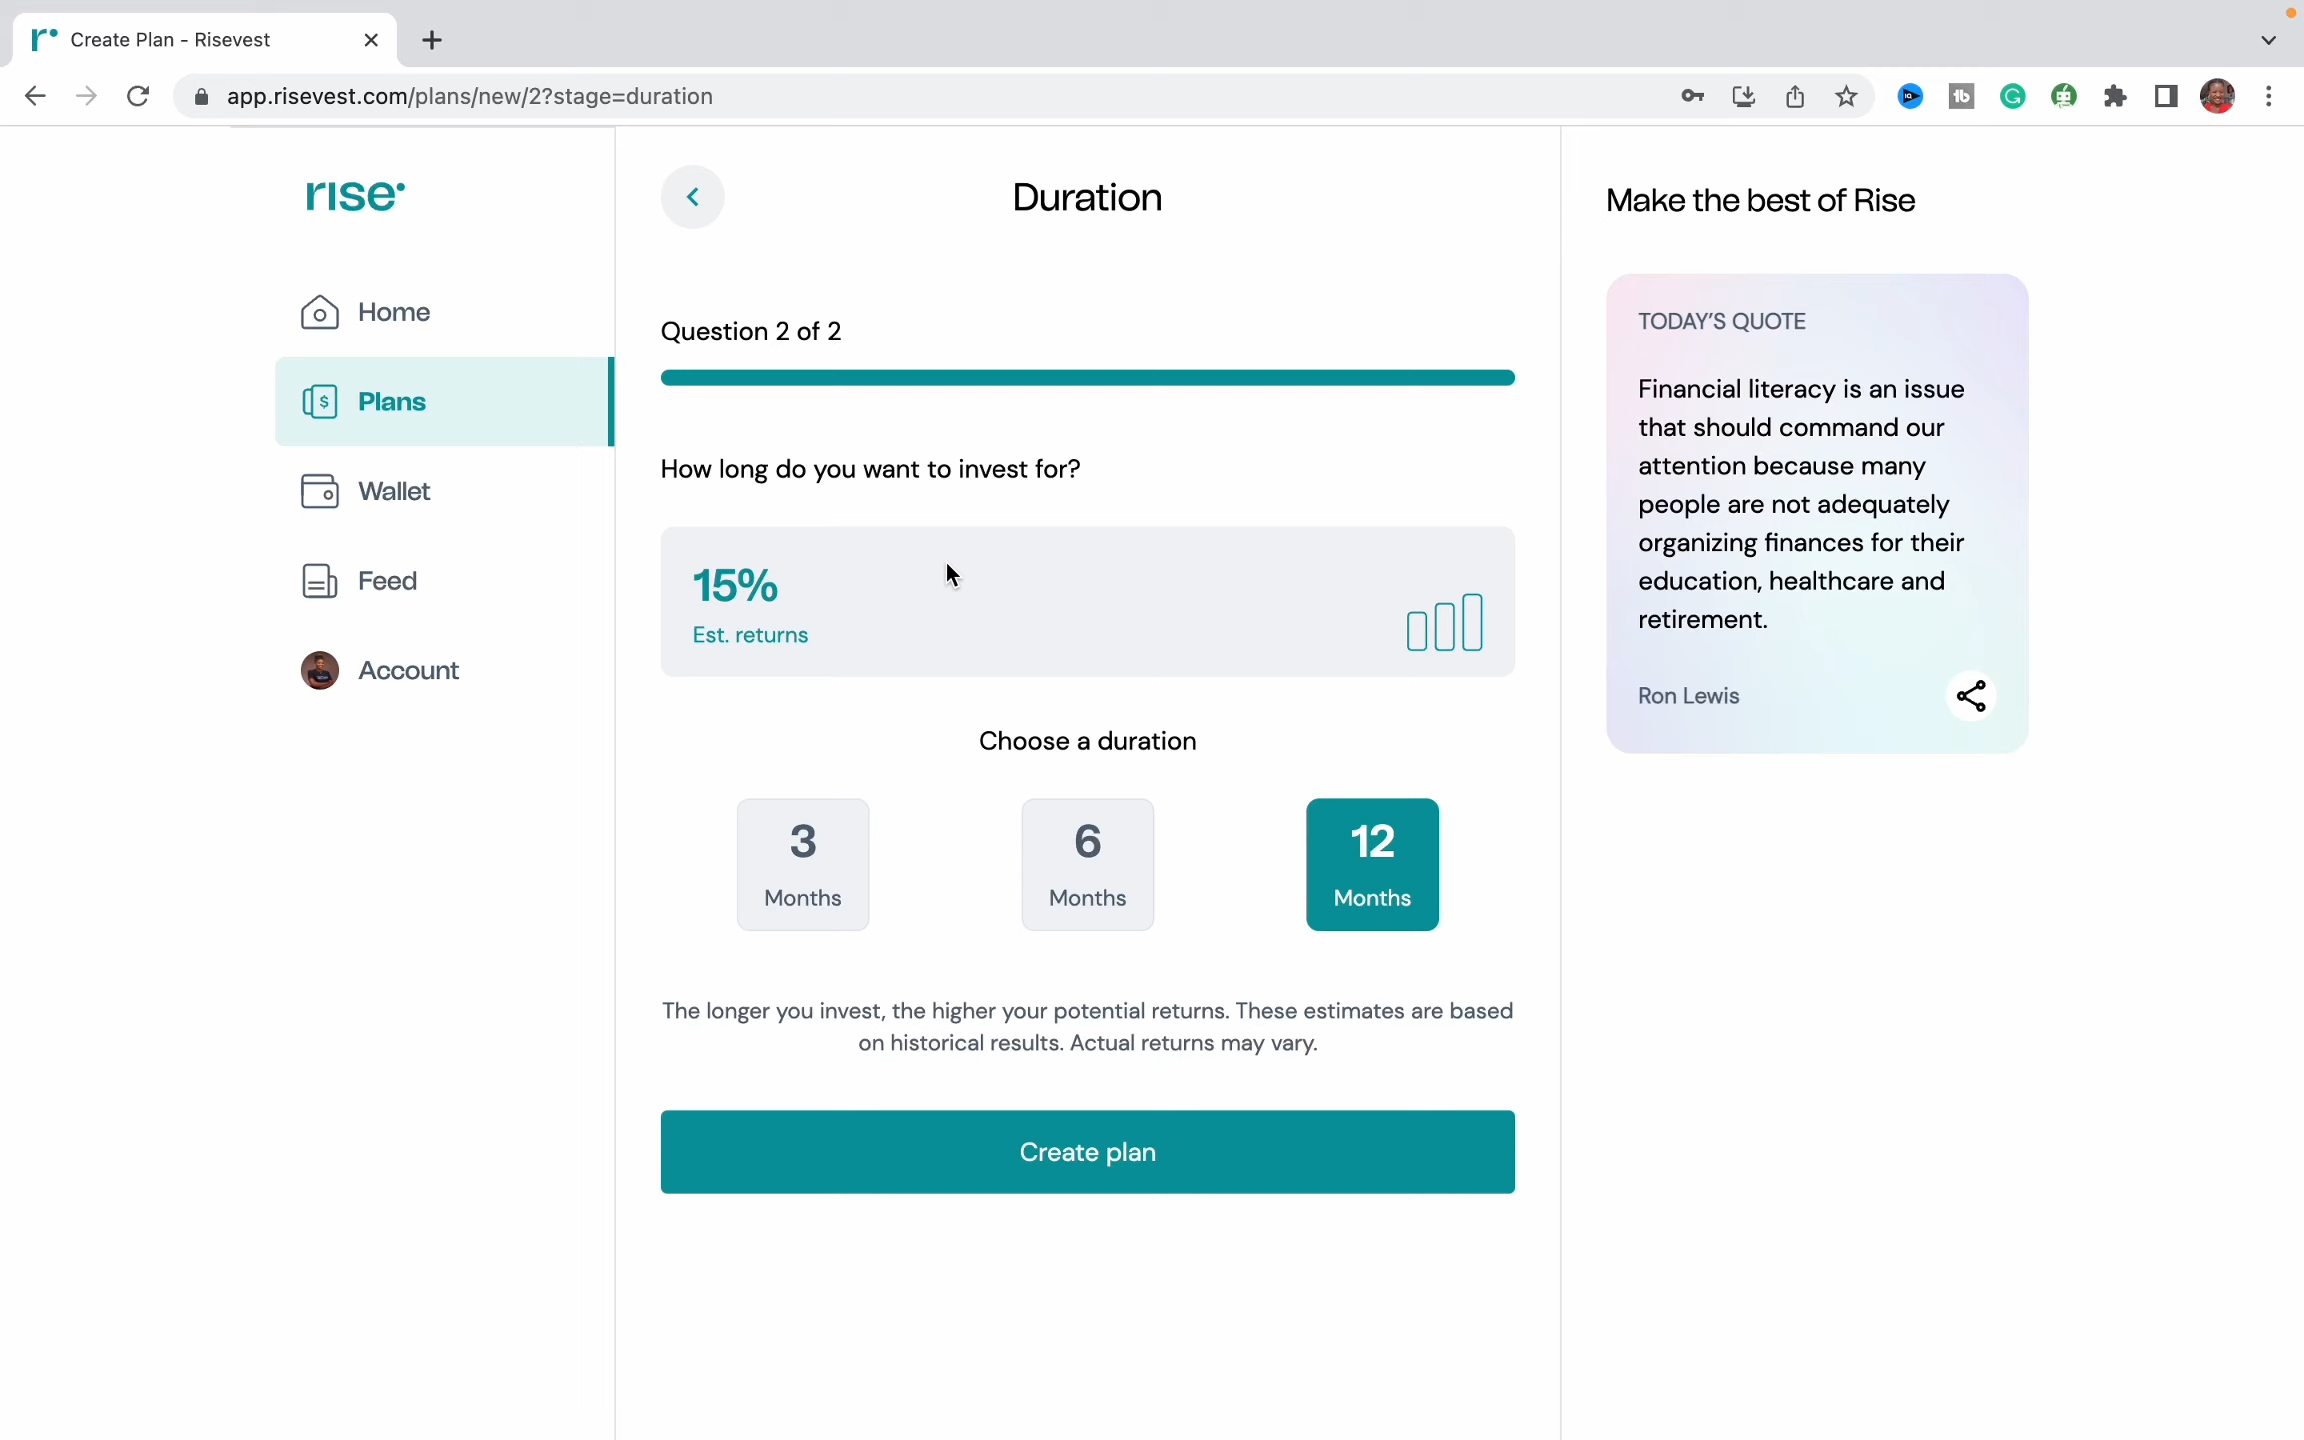 Create Plan - Risevest
app.risevest.com/plans/new/2?stage=duration
rise
Home
Plans
Wallet
Feed
Account
Duration
Question 2 of 2
How long do you want to invest for?
15%
Est. returns
Choose a duration
3
Months
6
Months
12
Months
The longer you invest, the higher your potential returns. These estimates are based
on historical results. Actual returns may vary.
Create plan
Make the best of Rise
TODAY'S QUOTE
Financial literacy is an issue
that should command our
attention because many
people are not adequately
organizing finances for their
education, healthcare and
retirement.
Ron Lewis